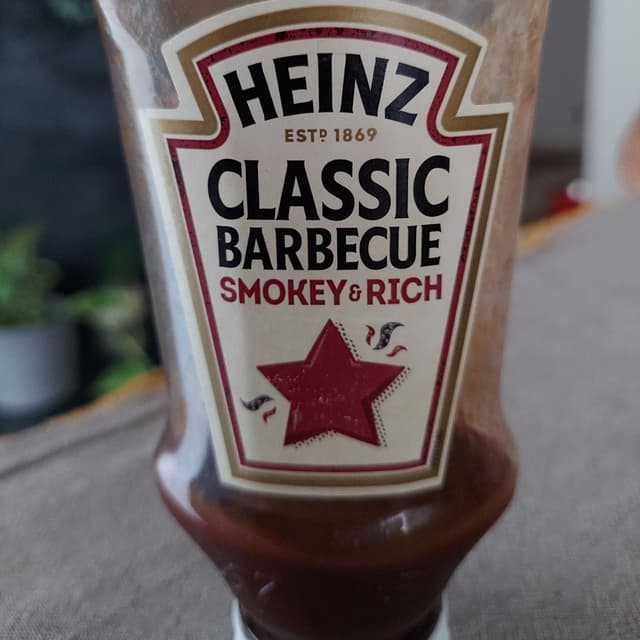 HEINZ
ESTD 1869
CLASSIC
BARBECUE
SMOKEY & RICH